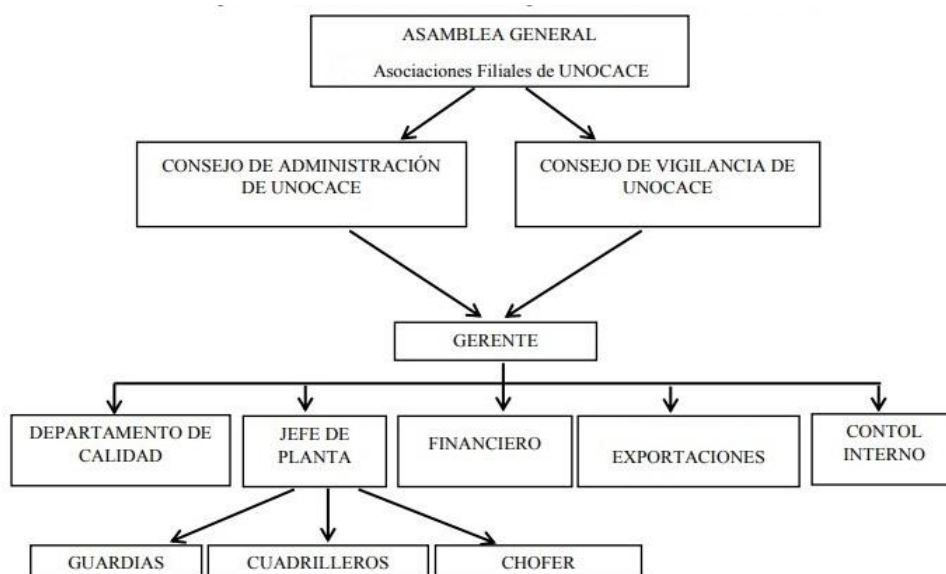 ASAMBLEA GENERAL
Asociaciones Filiales de UNOCACE
CONSEJO DE ADMINISTRACIÓN
DE UNOCACE
CONSEJO DE VIGILANCIA DE
UNOCACE
GERENTE
DEPARTAMENTO DE
CALIDAD
JEFE DE
PLANTA
FINANCIERO
EXPORTACIONES
CONTOL
INTERNO
GUARDIAS
CUADRILLEROS
CHOFER